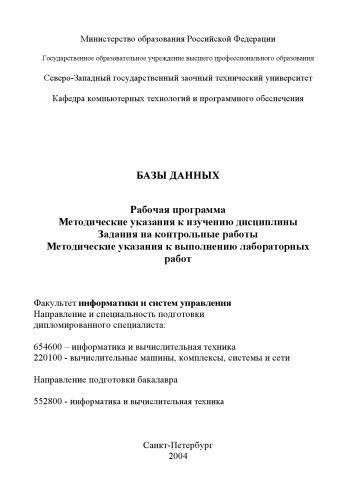 Министерство образования Российской Федерации
Государственное образовательное учреждение высшего профессионального образования
Северо-Западный государственный заочный технический университет
Кафедра компьютерных технологий и программного обеспечения
БАЗЫ ДАННЫХ
Рабочая программа
Методические указания к изучению дисциплины
Задания на контрольные работы
Методические указания к выполнению лабораторных
работ
Факультет информатики и систем управления
Направление и специальность подготовки
дипломированного специалиста:
654600 – информатика и вычислительная техника
220100 - вычислительные машины, комплексы, системы и сети
Направление подготовки бакалавра
552800 - информатика и вычислительная техника
Санкт-Петербург
2004